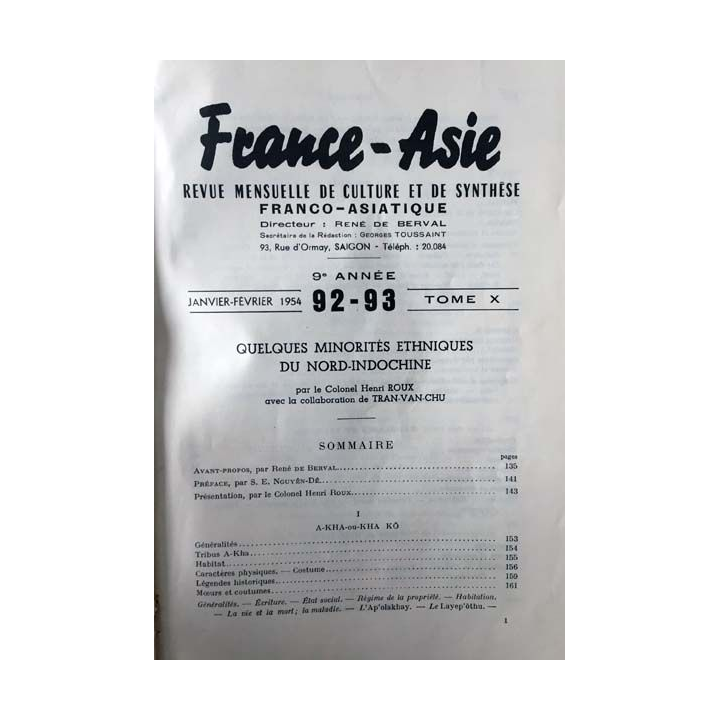 France-Asie
REVUE MENSUELLE DE CULTURE ET DE SYNTHÈSE
FRANCO-ASIATIQUE
Directeur : RENÉ DE BERVAL
Secrétaire de la Rédaction : GEORGES TOUSSAINT
93, Rue d'Ormay, SAIGON - Téléph. : 20.084
9e ANNÉE
JANVIER-FÉVRIER 1954 92-93 TOME X
QUELQUES MINORITÉS ETHNIQUES
DU NORD-INDOCHINE
par le Colonel Henri ROUX
avec la collaboration de TRAN-VAN-CHU
SOMMAIRE
pages
AVANT-PROPOS, par René DE BERVAL 135
PRÉFACE, par S. E. NGUYÊN-DÊ 141
Présentation, par le Colonel Henri ROUX 143
I
A-KHA-ou-KHA KÔ
Généralités 153
Tribus A-Kha 154
Habitat 155
Caractères physiques. — Costume 156
Légendes historiques 159
Mœurs et coutumes 161
Généralités. — Écriture. — État social. — Régime de la propriété. — Habitation.
— La vie et la mort ; la maladie. — L'Ap'olakhay. — Le Layep'ôthu. —
1